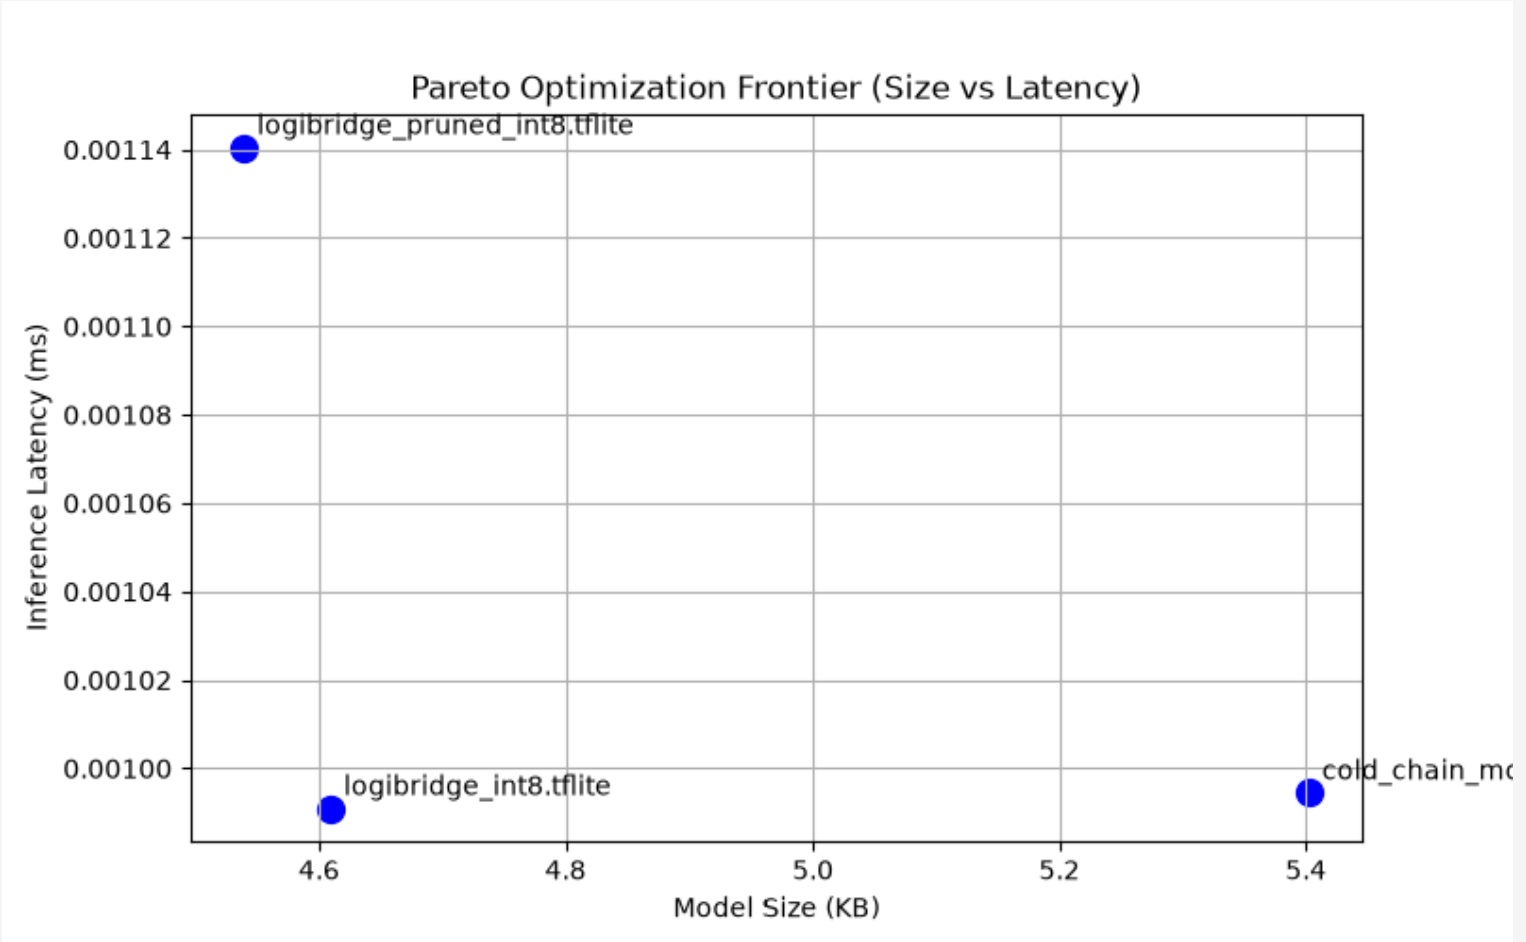 Pareto Optimization Frontier (Size vs Latency)
logibridge_pruned_int8.tflite
0.00114
0.00112
0.00110
0.00108
0.00106
0.00104
0.00102
0.00100
Inference Latency (ms)
logibridge_int8.tflite
cold_chain_mo
4.6 4.8 5.0 5.2 5.4
Model Size (KB)